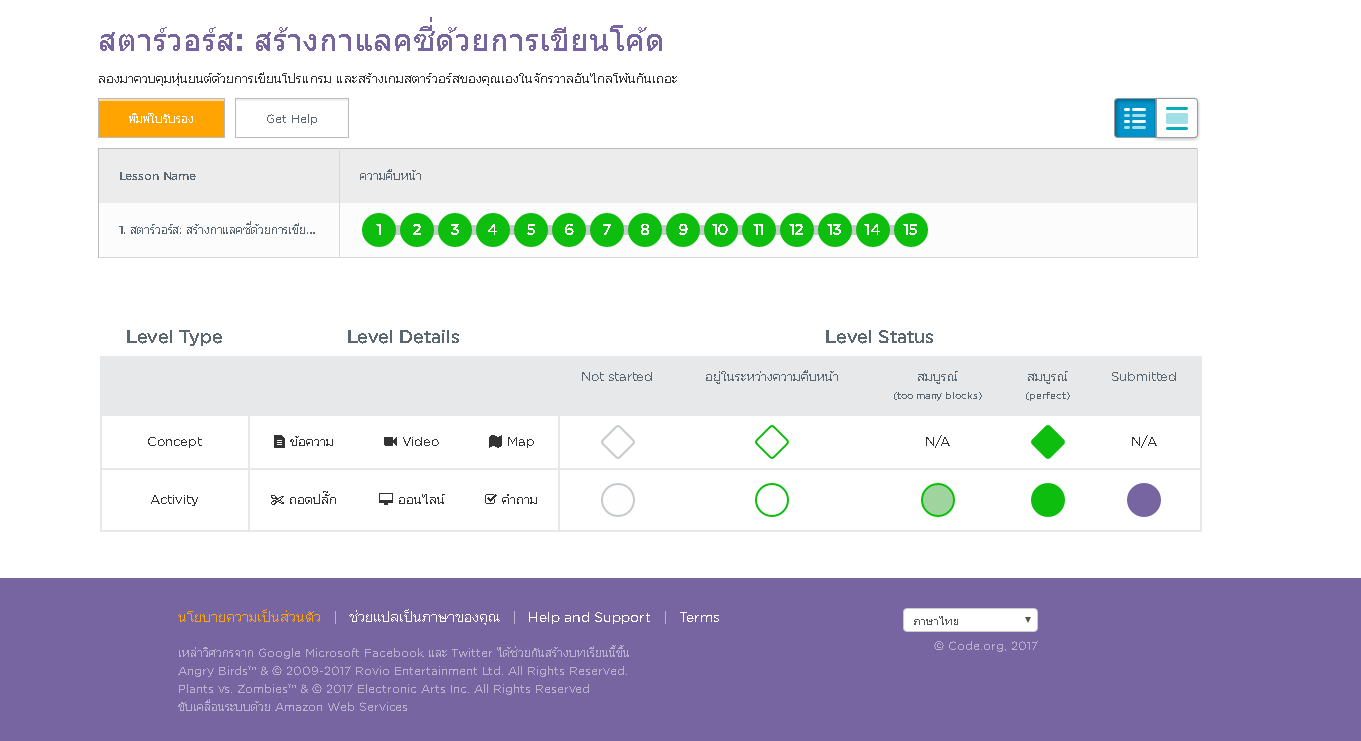 สตาร์วอร์ส: สร้างกาแลคซี่ด้วยการเขียนโค้ด
ลองมาควบคุมหุ่นยนต์ด้วยการเขียนโปรแกรม และสร้างเกมสตาร์วอร์สของคุณเองในจักรวาลอันไกลโพ้นกันเถอะ
พิมพ์ใบรับรอง Get Help
Lesson Name ความคืบหน้า
1. สตาร์วอร์ส: สร้างกาแลคซี่ด้วยการเขีย... 1 2 3 4 5 6 7 8 9 10 11 12 13 14 15
Level Type Level Details Level Status
Not started อยู่ในระหว่างความคืบหน้า สมบูรณ์ สมบูรณ์ Submitted
(too many blocks) (perfect)
Concept ข้อความ Video Map N/A N/A
Activity ถอดปลั๊ก ออนไลน์ คำถาม
นโยบายความเป็นส่วนตัว | ช่วยแปลเป็นภาษาของคุณ | Help and Support | Terms ภาษาไทย
© Code.org, 2017
เหล่าวิศวกรจาก Google Microsoft Facebook และ Twitter ได้ช่วยกันสร้างบทเรียนนี้ขึ้น
Angry Birds™ & © 2009-2017 Rovio Entertainment Ltd. All Rights Reserved.
Plants vs. Zombies™ & © 2017 Electronic Arts Inc. All Rights Reserved
ขับเคลื่อนระบบด้วย Amazon Web Services